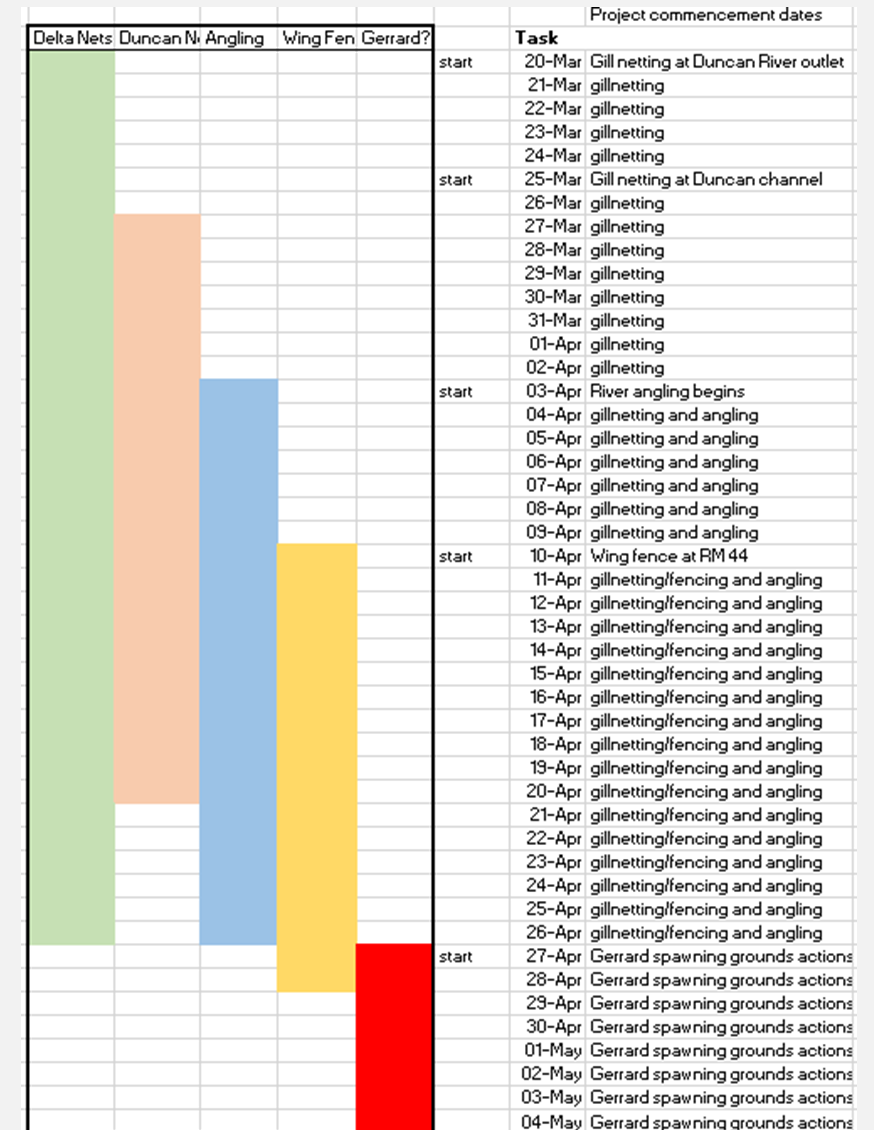 Project commencement dates
Delta Nets Duncan Ne Angling Wing Fen Gerrard? Task
start 20-Mar Gill netting at Duncan River outlet
21-Mar gillnetting
22-Mar gillnetting
23-Mar gillnetting
24-Mar gillnetting
start 25-Mar Gill netting at Duncan channel
26-Mar gillnetting
27-Mar gillnetting
28-Mar gillnetting
29-Mar gillnetting
30-Mar gillnetting
31-Mar gillnetting
01-Apr gillnetting
02-Apr gillnetting
start 03-Apr River angling begins
04-Apr gillnetting and angling
05-Apr gillnetting and angling
06-Apr gillnetting and angling
07-Apr gillnetting and angling
08-Apr gillnetting and angling
09-Apr gillnetting and angling
start 10-Apr Wing fence at RM 44
11-Apr gillnetting/fencing and angling
12-Apr gillnetting/fencing and angling
13-Apr gillnetting/fencing and angling
14-Apr gillnetting/fencing and angling
15-Apr gillnetting/fencing and angling
16-Apr gillnetting/fencing and angling
17-Apr gillnetting/fencing and angling
18-Apr gillnetting/fencing and angling
19-Apr gillnetting/fencing and angling
20-Apr gillnetting/fencing and angling
21-Apr gillnetting/fencing and angling
22-Apr gillnetting/fencing and angling
23-Apr gillnetting/fencing and angling
24-Apr gillnetting/fencing and angling
25-Apr gillnetting/fencing and angling
26-Apr gillnetting/fencing and angling
start 27-Apr Gerrard spawning grounds actions
28-Apr Gerrard spawning grounds actions
29-Apr Gerrard spawning grounds actions
30-Apr Gerrard spawning grounds actions
01-May Gerrard spawning grounds actions
02-May Gerrard spawning grounds actions
03-May Gerrard spawning grounds actions
04-May Gerrard spawning grounds actions